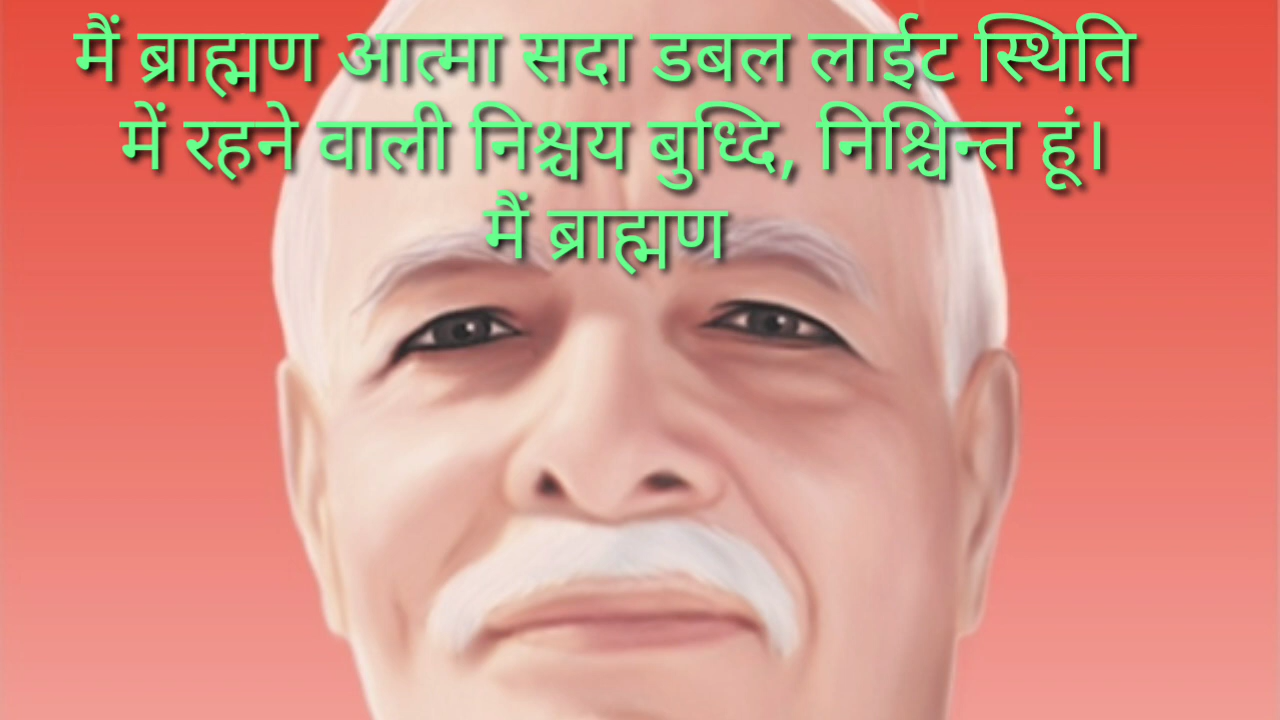 मैं ब्राह्मण आत्मा सदा डबल लाईट स्थिति
में रहने वाली निश्चय बुध्दि, निश्चिन्त हूं।
मैं ब्राह्मण